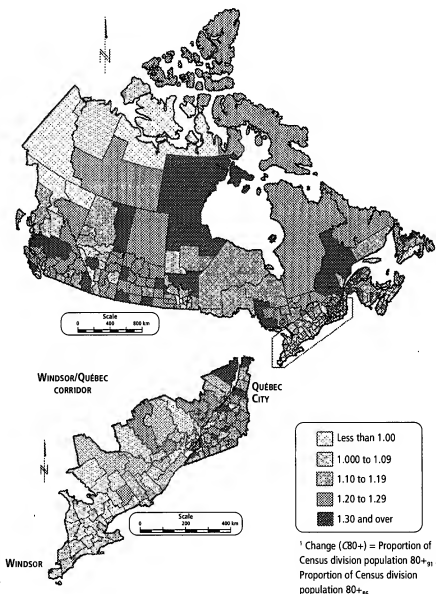 N
Scale
0 400 800 km
WINDSOR/QUÉBEC
CORRIDOR
QUÉBEC
CITY
N
Scale
0 200 400 km
WINDSOR
Less than 1.00
1.000 to 1.09
1.10 to 1.19
1.20 to 1.29
1.30 and over
¹ Change (C80+) = Proportion of
Census division population 80+₉₁
Proportion of Census division
population 80+₈₆